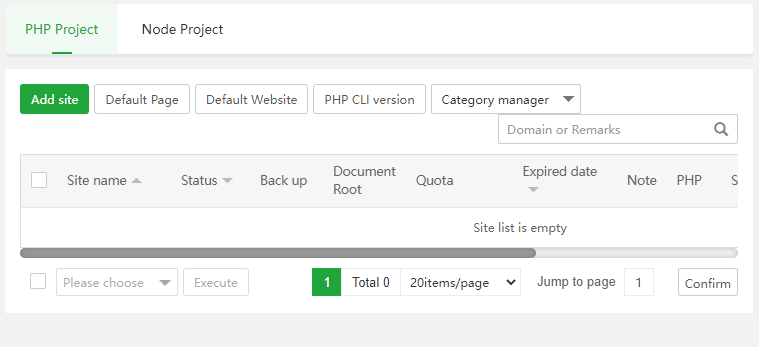 PHP Project Node Project
Add site Default Page Default Website PHP CLI version Category manager
Domain or Remarks
Site name Status Back up Document Root Quota Expired date Note PHP S
Site list is empty
Please choose Execute 1 Total 0 20items/page Jump to page 1 Confirm